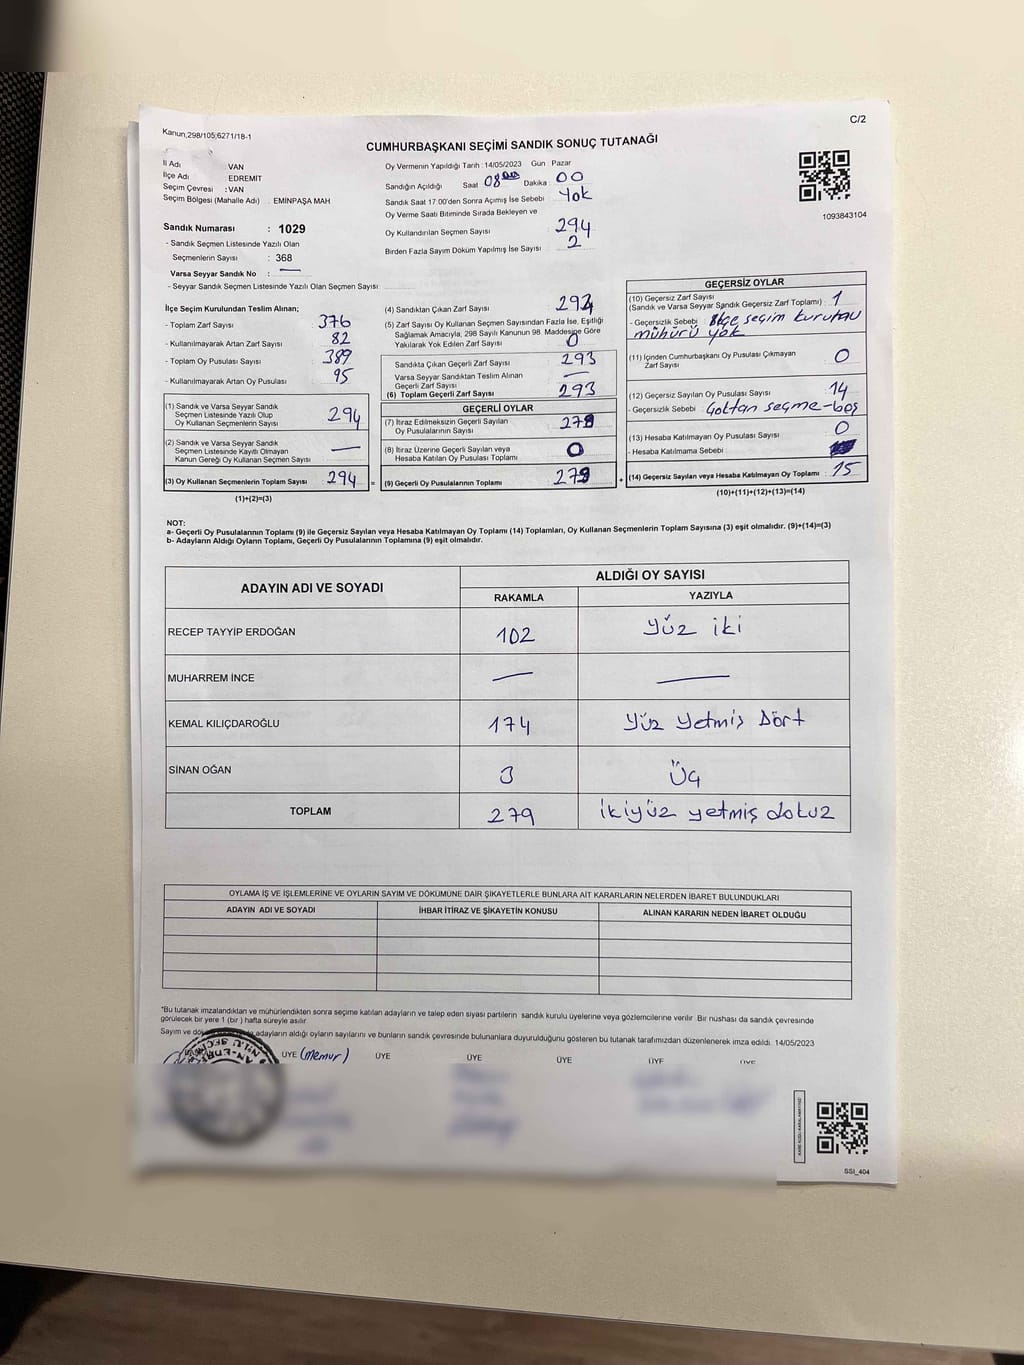 Kanun,298/105;6271/18-1
C/2
CUMHURBAŞKANI SEÇİMİ SANDIK SONUÇ TUTANAĞI
İl Adı VAN
İlçe Adı EDREMIT
Seçim Çevresi : VAN
Seçim Bölgesi (Mahalle Adı) . EMİNPAŞA MAH
Sandık Numarası : 1029
- Sandık Seçmen Listesinde Yazılı Olan
Seçmenlerin Sayısı : 368
Varsa Seyyar Sandık No : —
- Seyyar Sandık Seçmen Listesinde Yazılı Olan Seçmen Sayısı
Oy Vermenin Yapıldığı Tarih : 14/05/2023 Gün : Pazar
Sandığın Açıldığı Saat 08 Dakika 00
Sandık Saat 17.00'den Sonra Açımış İse Sebebi Yok
Oy Verme Saati Bitiminde Sırada Bekleyen ve
Oy Kullandırılan Seçmen Sayısı 294
Birden Fazla Sayım Döküm Yapılmış İse Sayısı 2
1093843104
İlçe Seçim Kurulundan Teslim Alınan;
- Toplam Zarf Sayısı 376
- Kullanılmayarak Artan Zarf Sayısı 82
- Toplam Oy Pusulası Sayısı 389
- Kullanılmayarak Artan Oy Pusulası 95
(1) Sandık ve Varsa Seyyar Sandık
Seçmen Listesinde Yazılı Olup
Oy Kullanan Seçmenlerin Sayısı 294
(2) Sandık ve Varsa Seyyar Sandık
Seçmen Listesinde Kayıtlı Olmayan
Kanun Gereği Oy Kullanan Seçmen Sayısı —
(3) Oy Kullanan Seçmenlerin Toplam Sayısı 294 =
(1)+(2)=(3)
(4) Sandıktan Çıkan Zarf Sayısı 294
(5) Zarf Sayısı Oy Kullanan Seçmen Sayısından Fazla İse, Eşitliği
Sağlamak Amacıyla, 298 Sayılı Kanunun 98. Maddesine Göre
Yakılarak Yok Edilen Zarf Sayısı 0
Sandıkta Çıkan Geçerli Zarf Sayısı 293
Varsa Seyyar Sandıktan Teslim Alınan
Geçerli Zarf Sayısı —
(6) Toplam Geçerli Zarf Sayısı 293
GEÇERLİ OYLAR
(7) İtiraz Edilmeksizin Geçerli Sayılan
Oy Pusulalarının Sayısı 279
(8) İtiraz Üzerine Geçerli Sayılan veya
Hesaba Katılan Oy Pusulası Toplamı 0
(9) Geçerli Oy Pusulalarının Toplamı 279 +
GEÇERSİZ OYLAR
(10) Geçersiz Zarf Sayısı
(Sandık ve Varsa Seyyar Sandık Geçersiz Zarf Toplamı) : 1
- Geçersizlik Sebebi İlçe seçim kurulu
mühürü yok
(11) İçinden Cumhurbaşkanı Oy Pusulası Çıkmayan
Zarf Sayısı 0
(12) Geçersiz Sayılan Oy Pusulası Sayısı 14
- Geçersizlik Sebebi : Çoktan seçme - boş
(13) Hesaba Katılmayan Oy Pusulası Sayısı 0
- Hesaba Katılmama Sebebi
(14) Geçersiz Sayılan veya Hesaba Katılmayan Oy Toplamı 15
(10)+(11)+(12)+(13)=(14)
NOT:
a- Geçerli Oy Pusulalarının Toplamı (9) ile Geçersiz Sayılan veya Hesaba Katılmayan Oy Toplamı (14) Toplamları, Oy Kullanan Seçmenlerin Toplam Sayısına (3) eşit olmalıdır. (9)+(14)=(3)
b- Adayların Aldığı Oyların Toplamı, Geçerli Oy Pusulalarının Toplamına (9) eşit olmalıdır.
ADAYIN ADI VE SOYADI
ALDIĞI OY SAYISI
RAKAMLA YAZIYLA
RECEP TAYYİP ERDOĞAN 102 Yüz iki
MUHARREM İNCE — —
KEMAL KILIÇDAROĞLU 174 Yüz yetmiş Dört
SİNAN OĞAN 3 Üç
TOPLAM 279 ikiyüz yetmiş dokuz
OYLAMA İŞ VE İŞLEMLERİNE VE OYLARIN SAYIM VE DÖKÜMÜNE DAİR ŞİKAYETLERLE BUNLARA AİT KARARLARIN NELERDEN İBARET BULUNDUKLARI
ADAYIN ADI VE SOYADI İHBAR İTİRAZ VE ŞİKAYETİN KONUSU ALINAN KARARIN NEDEN İBARET OLDUĞU
*Bu tutanak imzalandıktan ve mühürlendikten sonra seçime katılan adayların ve talep eden siyasi partilerin sandık kurulu üyelerine veya gözlemcilerine verilir. Bir nüshası da sandık çevresinde
görülecek bir yere 1 (bir) hafta süreyle asılır.
Sayım ve adayların aldığı oyların sayılarını ve bunların sandık çevresinde bulunanlara duyurulduğunu gösteren bu tutanak tarafımızdan düzenlenerek imza edildi. 14/05/2023
ÜYE (memur) ÜYE ÜYE ÜYE ÜYE ÜYE
SSİ_404